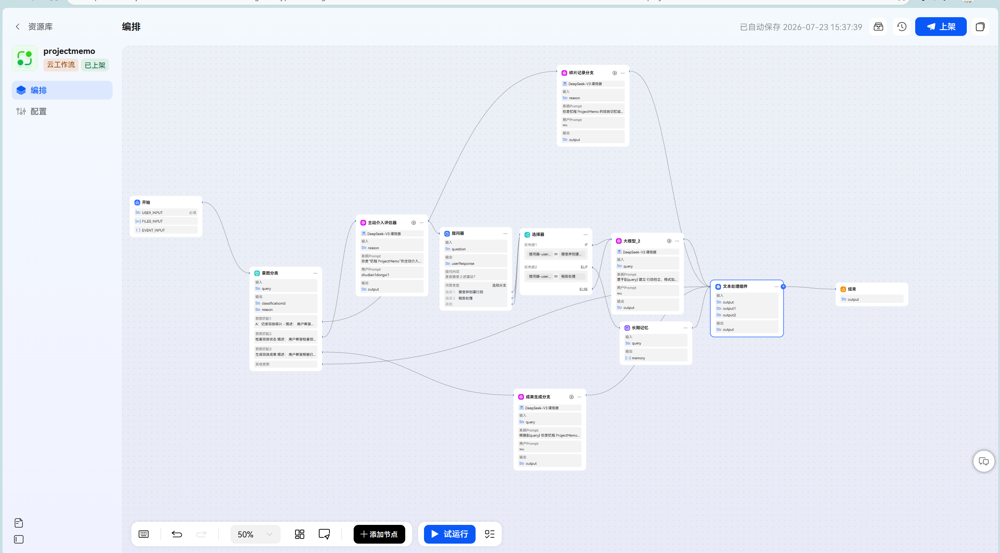 资源库
编排
已自动保存 2026-07-23 15:37:39
上架
projectmemo
云工作流
已上架
编排
配置
开始
Str. USER_INPUT 必填
[str] FILES_INPUT
{ } EVENT_INPUT
意图分类
输入
Str. query
输出
Str. classificationId
Str. reason
意图匹配1
A：记录项目碎片 - 描述： 用户希望...
意图匹配2
检查项目状态 描述： 用户希望检查项...
意图匹配3
生成项目成果 描述： 用户希望根据已...
其他意图
主动介入评估器
DeepSeek-V3 增强版
输入
Str. reason
系统Prompt
你是“忆程 ProjectMemo”的主动介入...
用户Prompt
shudian1dongxi1
输出
Str. output
提问器
输入
Str. question
输出
Str. userResponse
提问内容
是否接受上述建议?
问答类型 选项分支
选项 1 接受并创建行动
选项 2 稍后处理
其他
碎片记录分支
DeepSeek-V3 增强版
输入
Str. reason
系统Prompt
你是忆程 ProjectMemo 的项目记忆结...
用户Prompt
wu
输出
Str. output
选择器
优先级1 IF
提问器-user... = 接受并创建...
优先级2 ELIF
提问器-user... = 稍后处理
ELSE
大模型_2
DeepSeek-V3 增强版
输入
Str. query
系统Prompt
基于${query} 建立 行动创立，格式如...
用户Prompt
wu
输出
Str. output
长期记忆
输入
Str. query
输出
[{}] memory
成果生成分支
DeepSeek-V3 增强版
输入
Str. query
系统Prompt
根据${query} 你是忆程 ProjectMemo...
用户Prompt
wu
输出
Str. output
文本处理组件
输入
Str. output
Str. output1
Str. output2
输出
Str. output
结束
Str. output
50%
添加节点
试运行